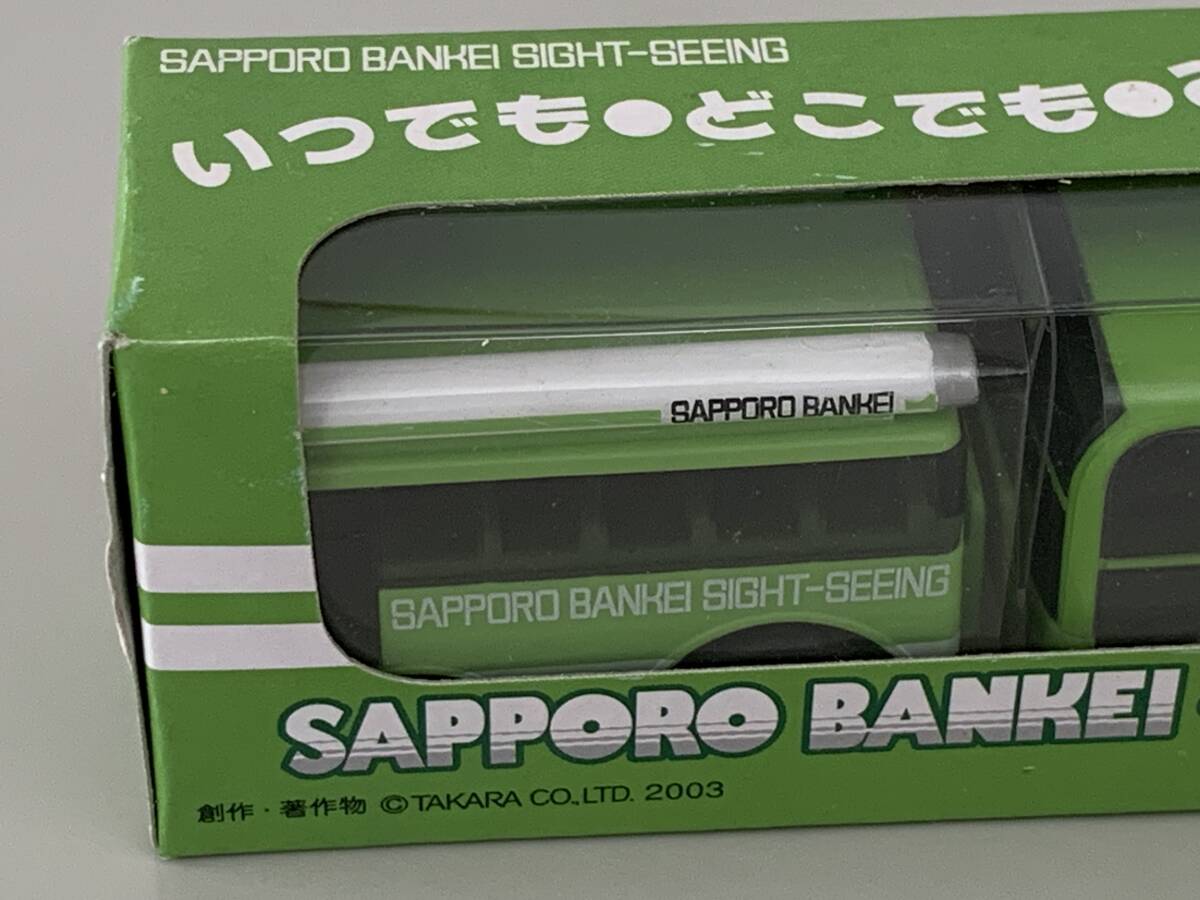 SAPPORO BANKEI SIGHT-SEEING
いつでも●どこでも●
SAPPORO BANKEI
SAPPORO BANKEI SIGHT-SEEING
SAPPORO BANKEI
創作・著作物 ©TAKARA CO.,LTD. 2003